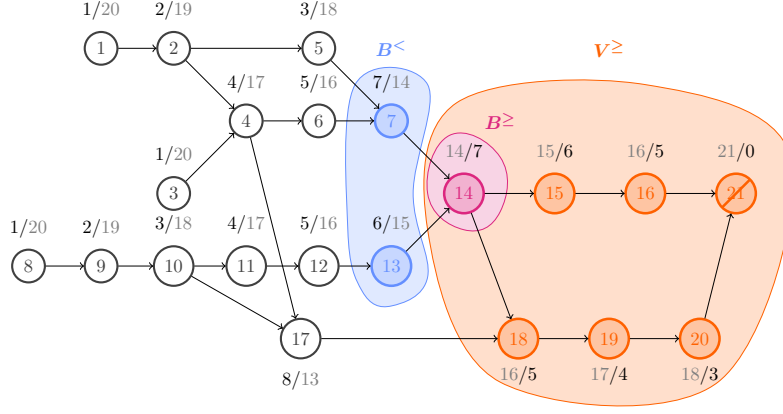 1/20 2/19 3/18
1 2 5
B< V≥
4/17 5/16 7/14
4 6 7
B≥
1/20 14/7 15/6 16/5 21/0
3 14 15 16 21
1/20 2/19 3/18 4/17 5/16 6/15
8 9 10 11 12 13
17 18 19 20
8/13 16/5 17/4 18/3